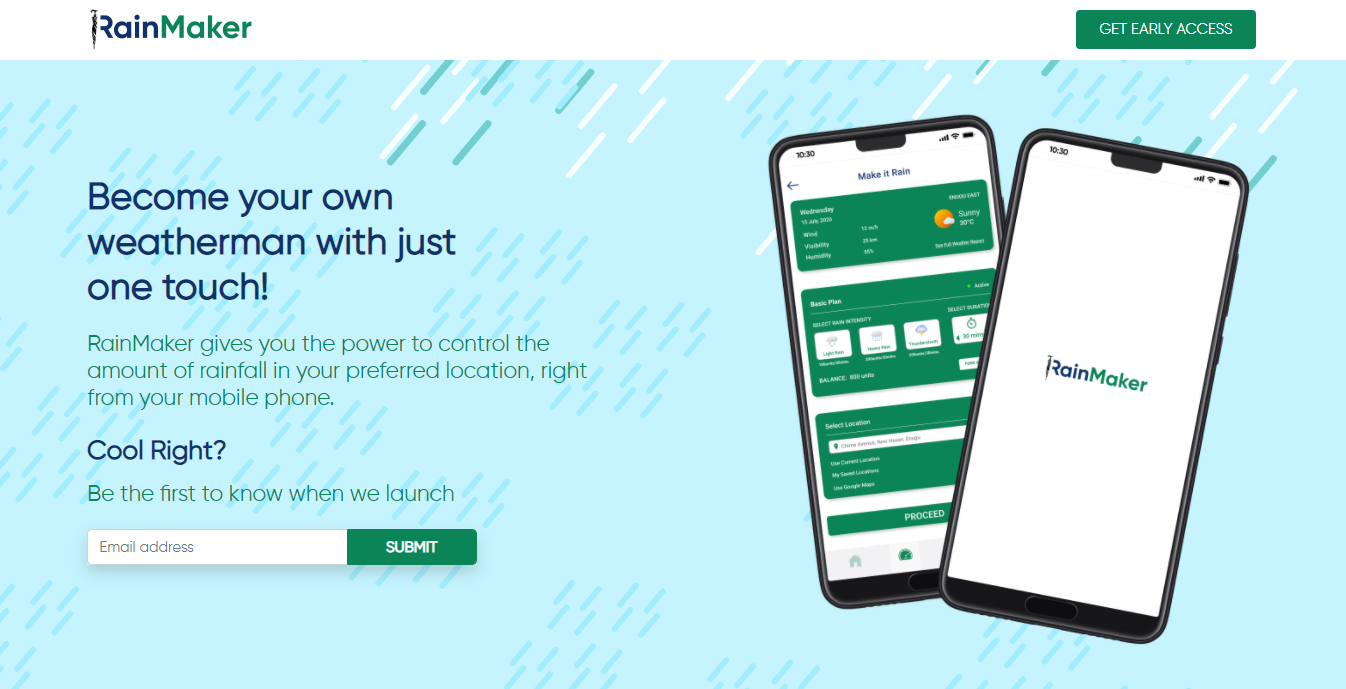 RainMaker
GET EARLY ACCESS
Become your own
weatherman with just
one touch!
RainMaker gives you the power to control the
amount of rainfall in your preferred location, right
from your mobile phone.
Cool Right?
Be the first to know when we launch
Email address
SUBMIT
10:30
Make it Rain
Wednesday
ENUGU EAST
15 July, 2020
Sunny
30°C
Wind
12 m/h
Visibility
25 km
Humidity
55%
See Full Weather Report
Basic Plan
Active
SELECT RAIN INTENSITY
SELECT DURATION
Light Rain
Heavy Rain
Thunderstorm
30 mins
BALANCE: 800 units
Select Location
Chime Avenue, New Haven, Enugu
Use Current Location
My Saved Locations
Use Google Maps
PROCEED
10:30
RainMaker